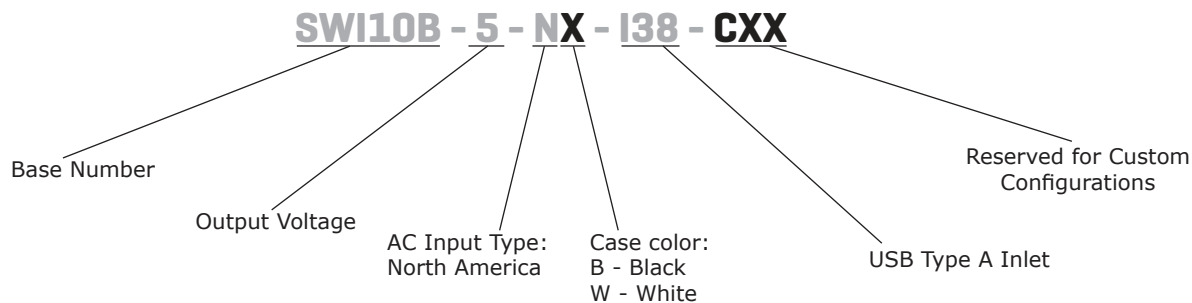 SWI10B - 5 - NX - I38 - CXX
Base Number
Output Voltage
AC Input Type:
North America
Case color:
B - Black
W - White
USB Type A Inlet
Reserved for Custom
Configurations